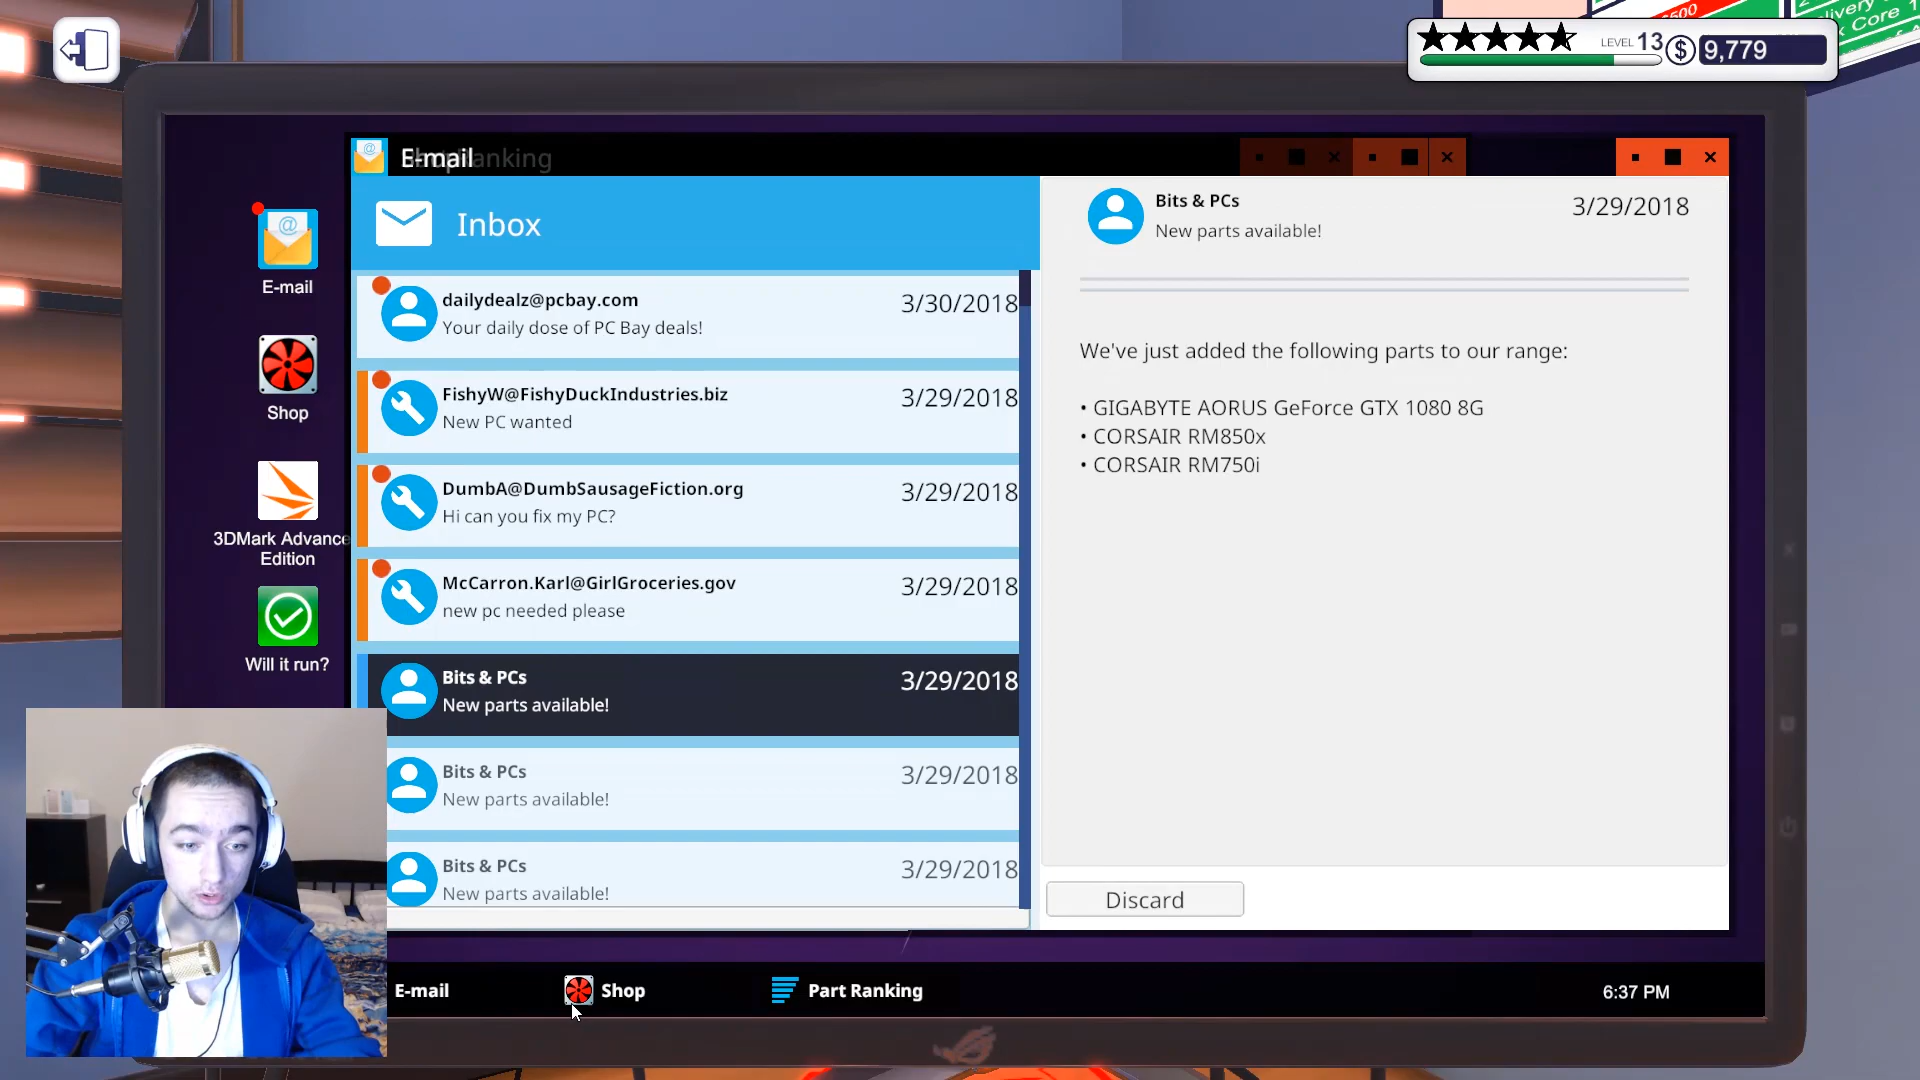 $500
Delivery
Core 1
LEVEL 13 $ 9,779
E-mail
Ranking
Inbox
Bits & PCs
3/29/2018
New parts available!
E-mail
Shop
3DMark Advance
Edition
Will it run?
dailydealz@pcbay.com
3/30/2018
Your daily dose of PC Bay deals!
FishyW@FishyDuckIndustries.biz
3/29/2018
New PC wanted
DumbA@DumbSausageFiction.org
3/29/2018
Hi can you fix my PC?
McCarron.Karl@GirlGroceries.gov
3/29/2018
new pc needed please
Bits & PCs
3/29/2018
New parts available!
Bits & PCs
3/29/2018
New parts available!
Bits & PCs
3/29/2018
New parts available!
We've just added the following parts to our range:
• GIGABYTE AORUS GeForce GTX 1080 8G
• CORSAIR RM850x
• CORSAIR RM750i
Discard
E-mail
Shop
Part Ranking
6:37 PM